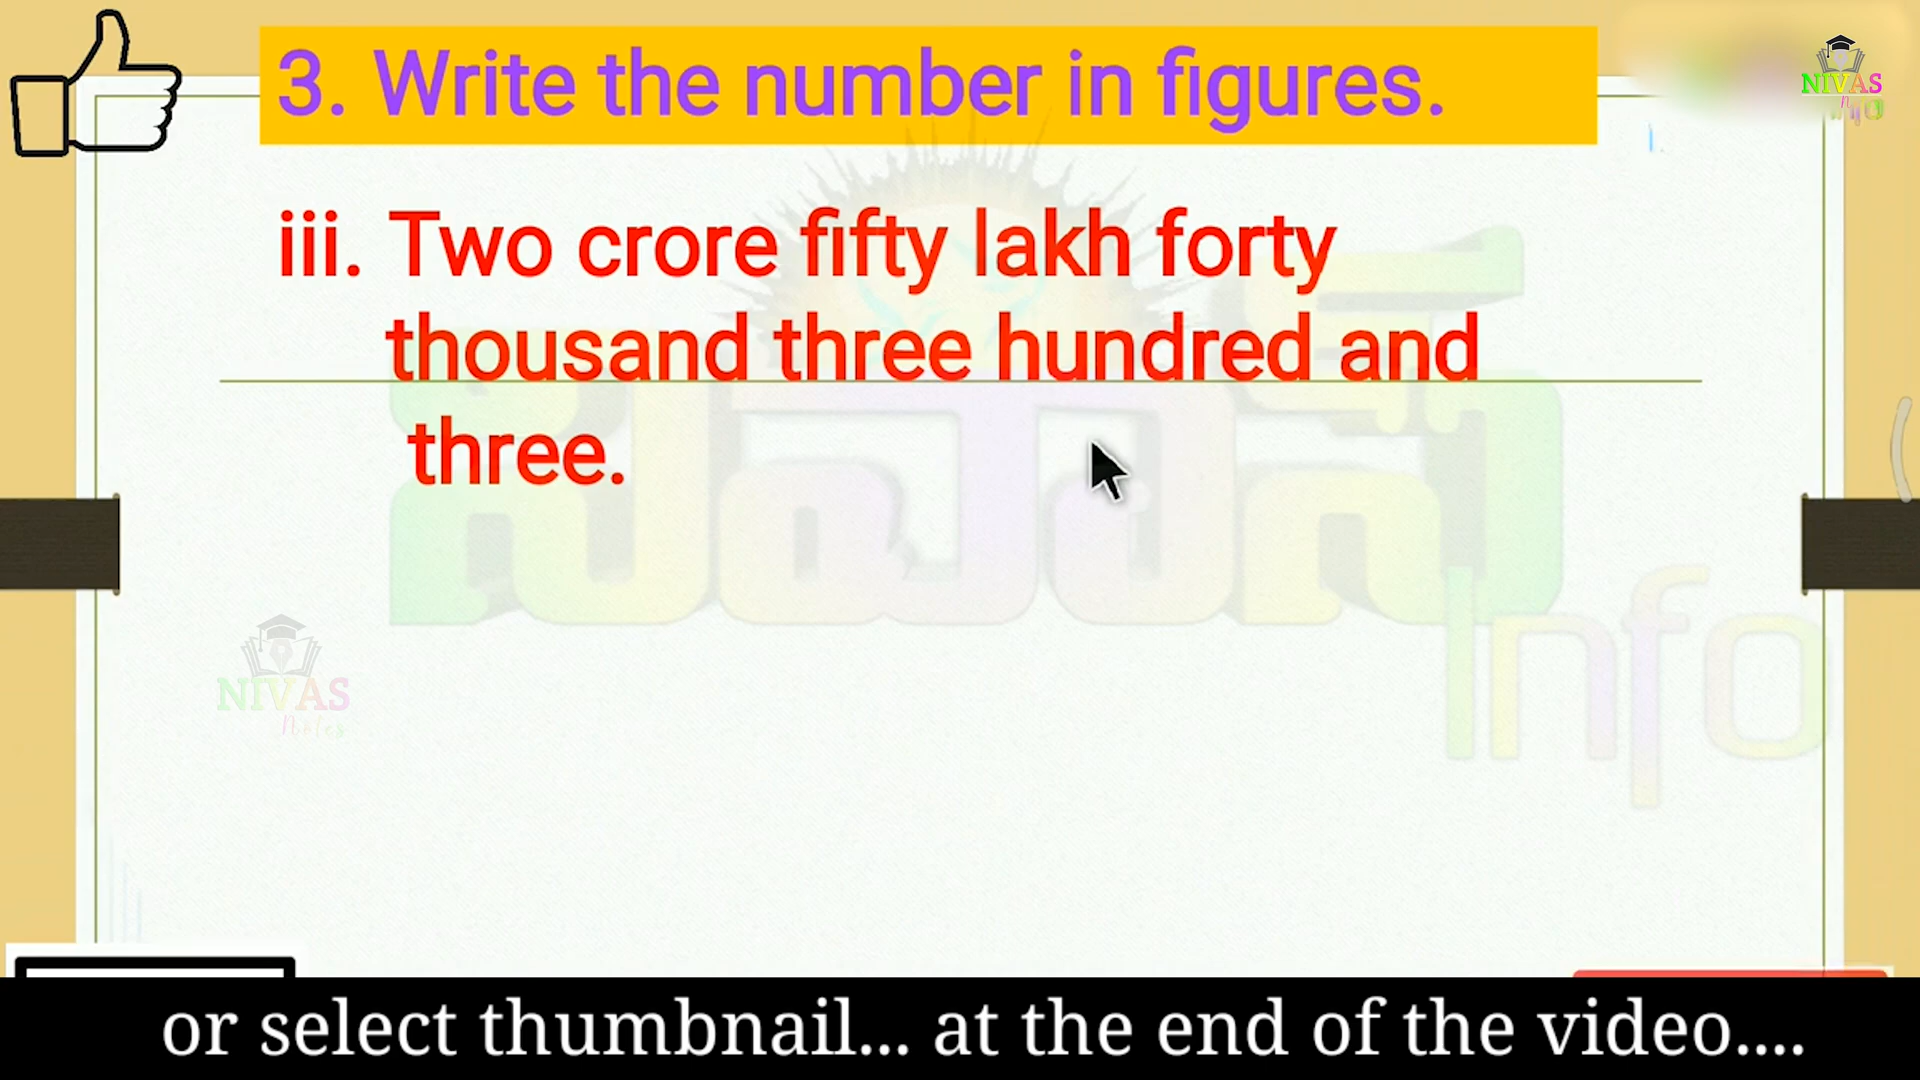 3. Write the number in figures.
NIVAS
iii. Two crore fifty lakh forty
thousand three hundred and
three.
Info
NIVAS
Notes
or select thumbnail... at the end of the video....